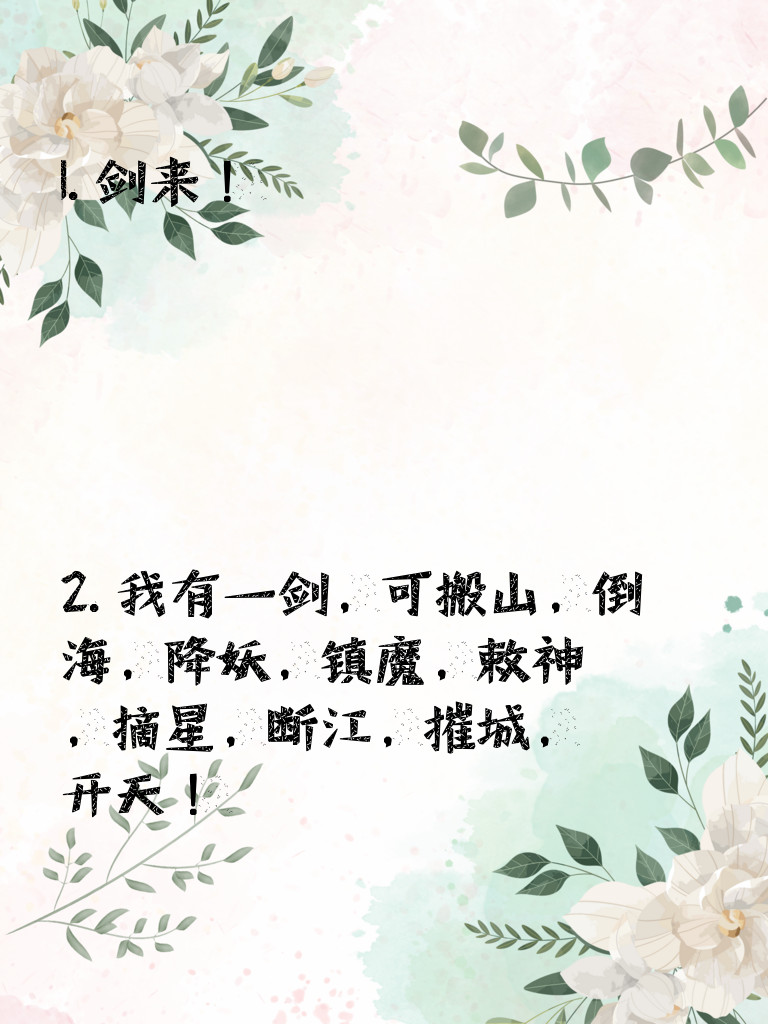 1. 剑来！
2. 我有一剑，可搬山，倒
海，降妖，镇魔，敕神
，摘星，断江，摧城，
开天！